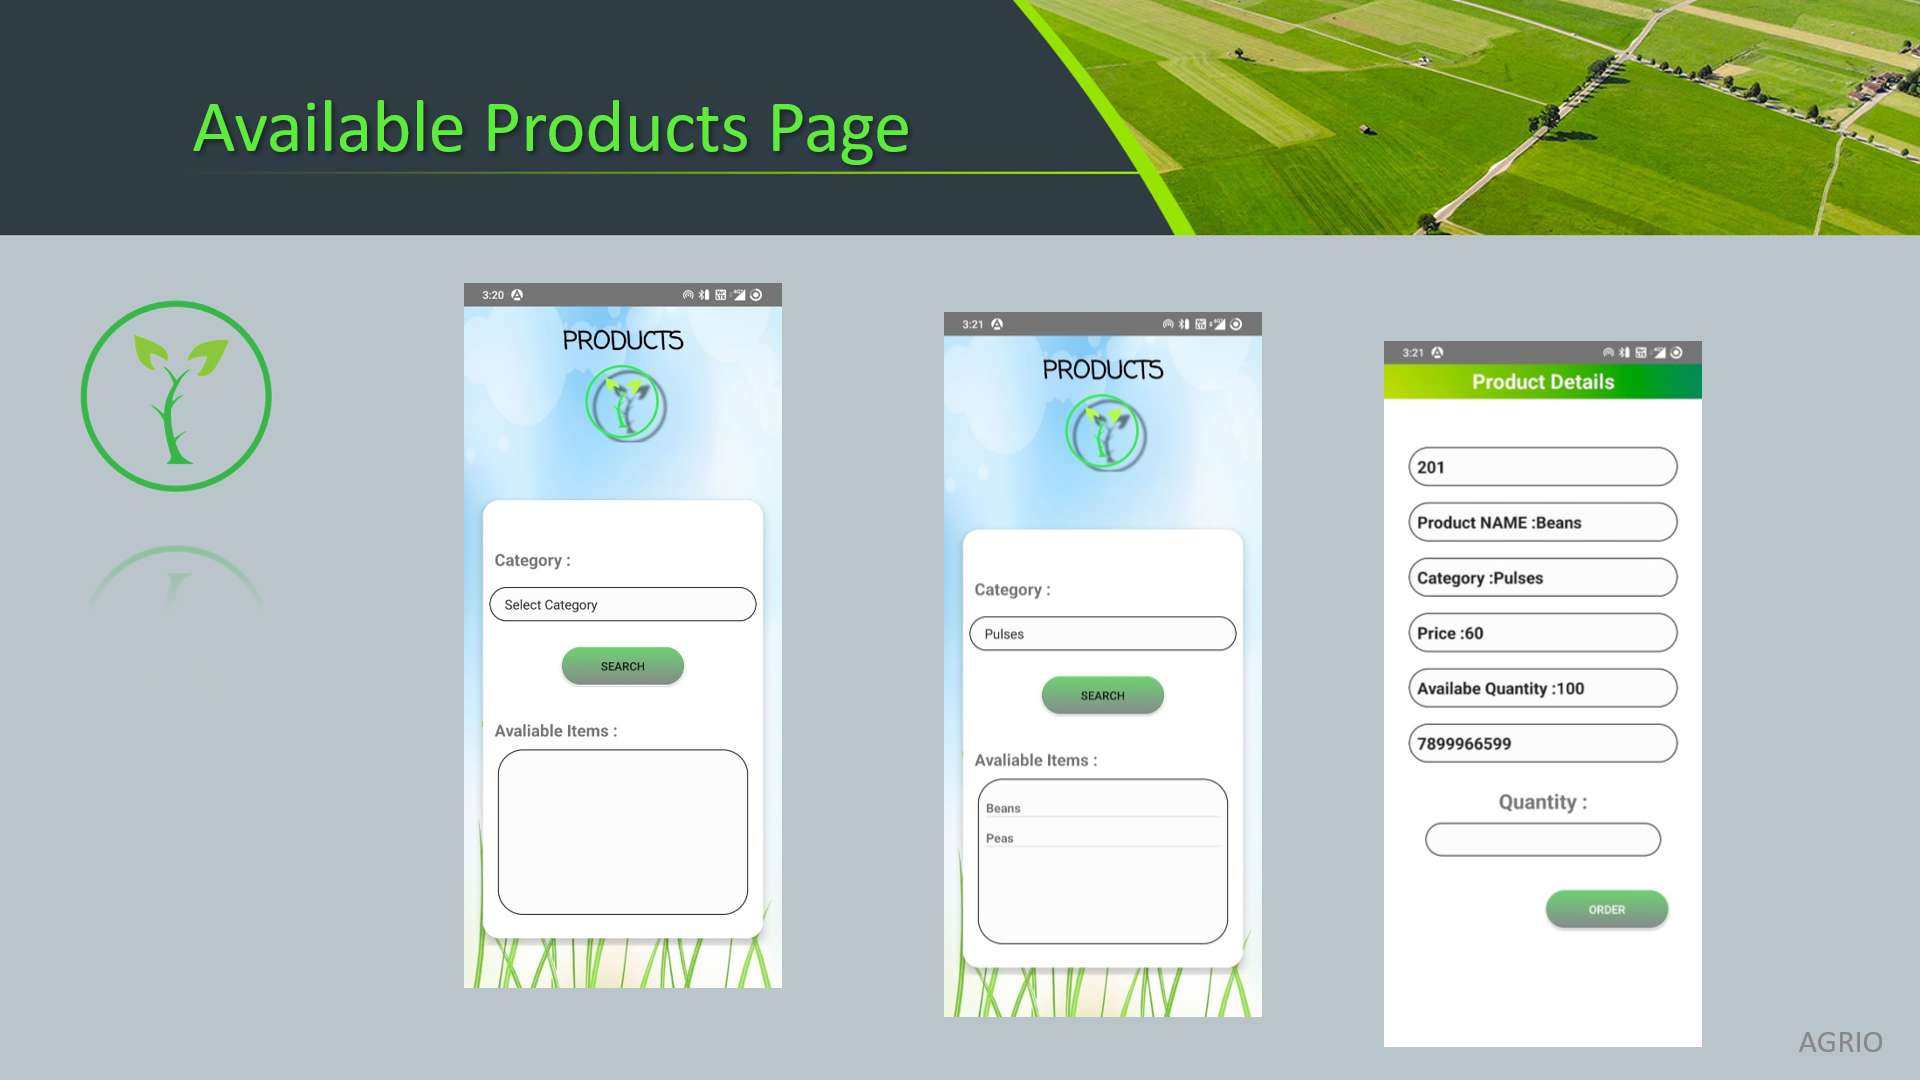 Available Products Page
3:20
PRODUCTS
Category :
Select Category
SEARCH
Avaliable Items :
3:21
PRODUCTS
Category :
Pulses
SEARCH
Avaliable Items :
Beans
Peas
3:21
Product Details
201
Product NAME :Beans
Category :Pulses
Price :60
Availabe Quantity :100
7899966599
Quantity :
ORDER
AGRIO